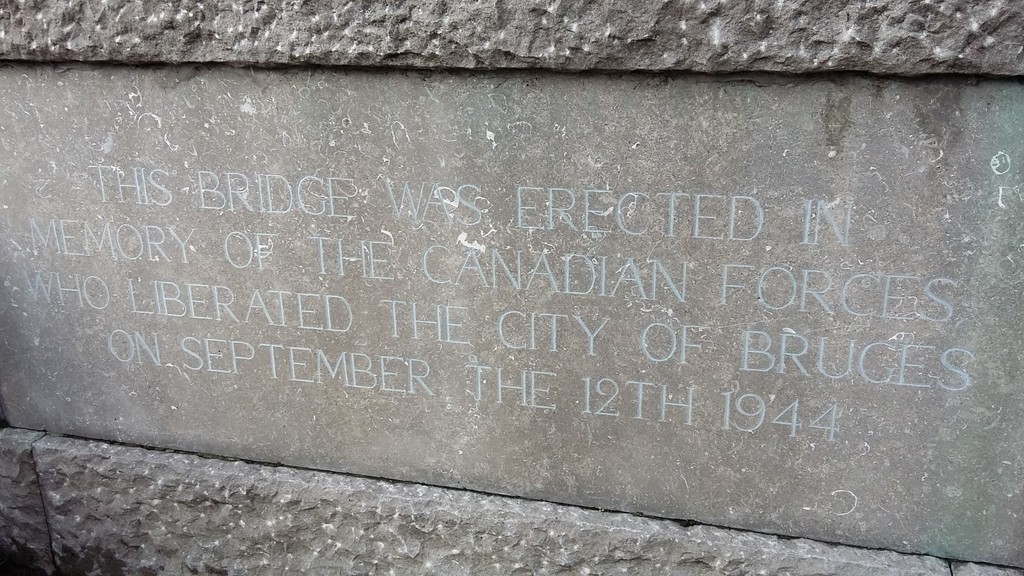 THIS BRIDGE WAS ERECTED IN
MEMORY OF THE CANADIAN FORCES
WHO LIBERATED THE CITY OF BRUGES
ON SEPTEMBER THE 12TH 1944